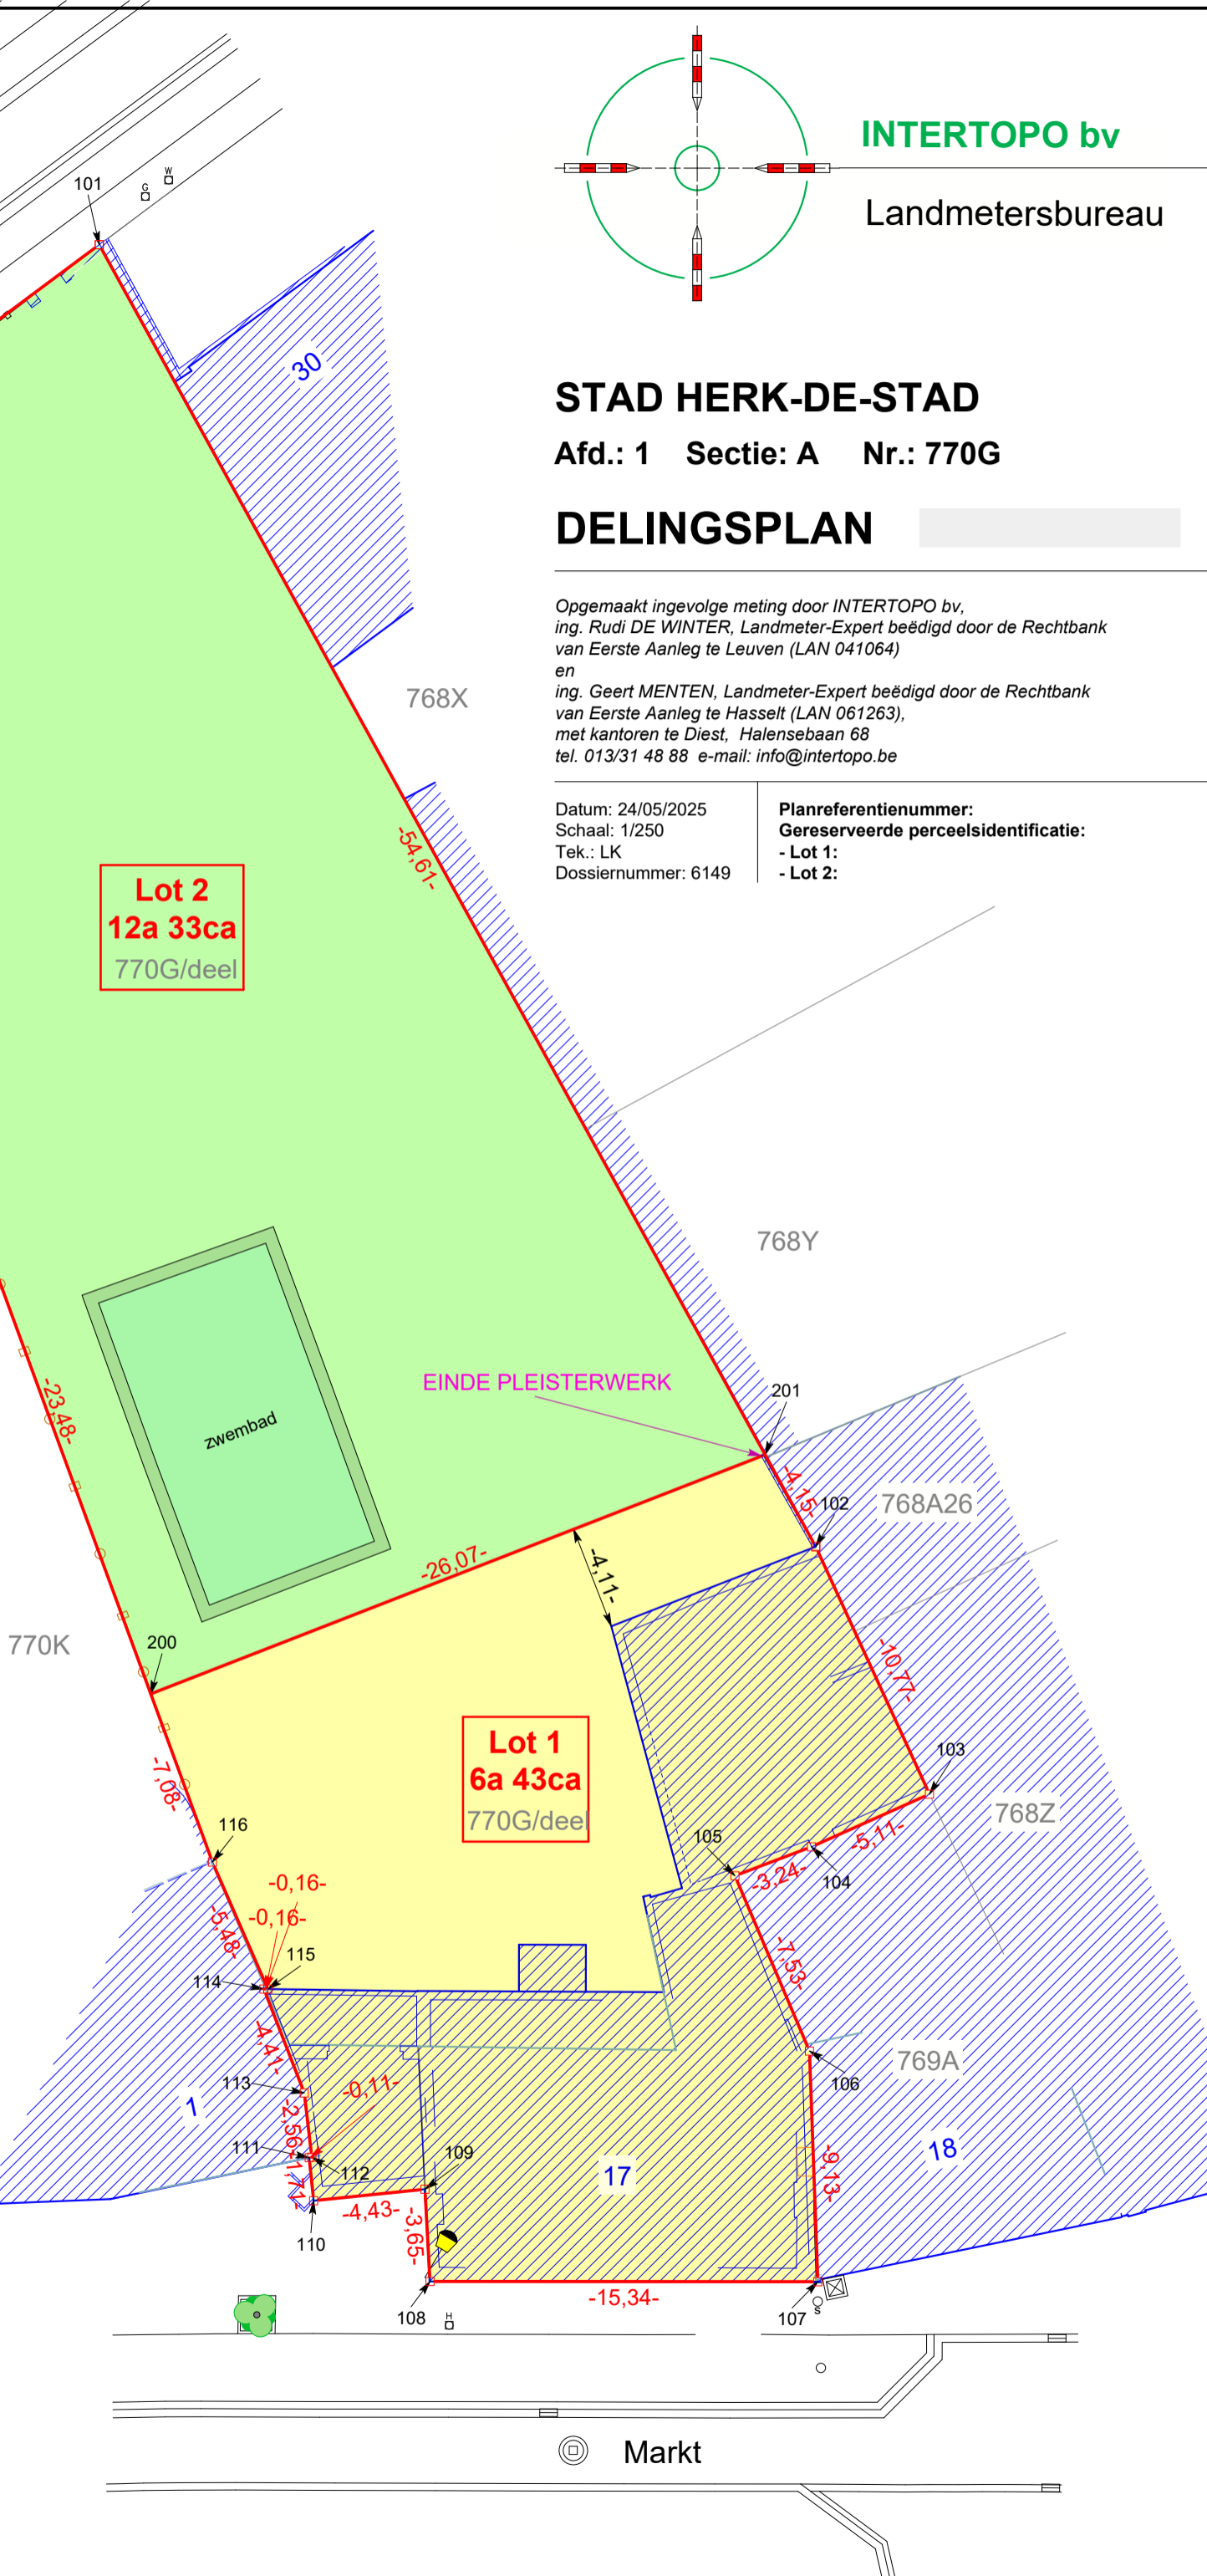 INTERTOPO bv
Landmetersbureau
STAD HERK-DE-STAD
Afd.: 1 Sectie: A Nr.: 770G
DELINGSPLAN
Opgemaakt ingevolge meting door INTERTOPO bv,
ing. Rudi DE WINTER, Landmeter-Expert beëdigd door de Rechtbank
van Eerste Aanleg te Leuven (LAN 041064)
en
ing. Geert MENTEN, Landmeter-Expert beëdigd door de Rechtbank
van Eerste Aanleg te Hasselt (LAN 061263),
met kantoren te Diest, Halensebaan 68
tel. 013/31 48 88 e-mail: info@intertopo.be
Datum: 24/05/2025
Schaal: 1/250
Tek.: LK
Dossiernummer: 6149
Planreferentienummer:
Gereserveerde perceelsidentificatie:
- Lot 1:
- Lot 2:
101
G
W
30
768X
-54,61-
Lot 2
12a 33ca
770G/deel
768Y
EINDE PLEISTERWERK
201
-23,48-
zwembad
-4,15-
102
768A26
-26,07-
-4,11-
770K
200
-10,77-
Lot 1
6a 43ca
770G/deel
103
-7,08-
768Z
116
105
-5,11-
-3,24-
104
-0,16-
-0,16-
-5,48-
115
114
-7,53-
-4,41-
769A
113
-0,11-
106
1
-2,56-
111
112
109
17
18
-1,71-
-9,13-
-4,43-
-3,65-
110
-15,34-
108
H
107
S
Markt